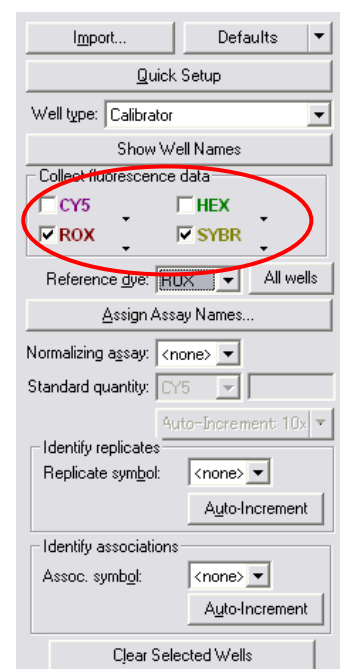 Import... Defaults
Quick Setup
Well type: Calibrator
Show Well Names
Collect fluorescence data
CY5 HEX
ROX SYBR
Reference dye: ROX All wells
Assign Assay Names...
Normalizing assay: <none>
Standard quantity: CY5
Auto-Increment: 10x
Identify replicates
Replicate symbol: <none>
Auto-Increment
Identify associations
Assoc. symbol: <none>
Auto-Increment
Clear Selected Wells